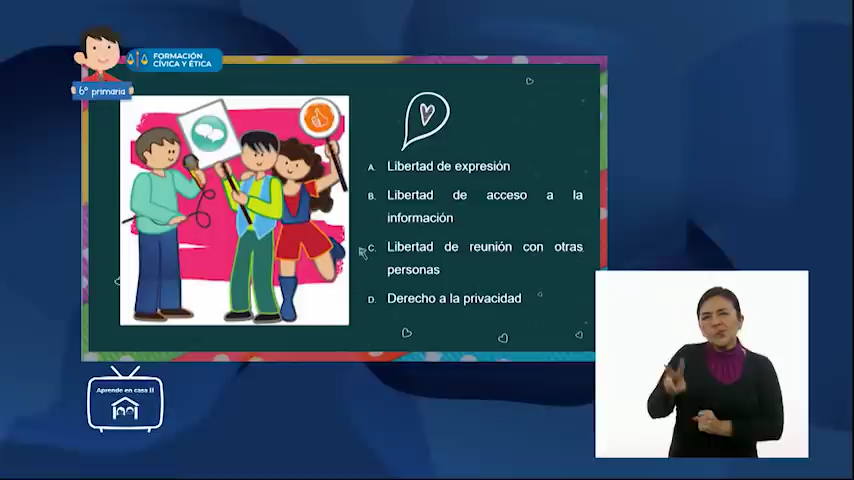 FORMACIÓN
CÍVICA Y ÉTICA
6° primaria
A. Libertad de expresión
B. Libertad de acceso a la
información
C. Libertad de reunión con otras
personas
D. Derecho a la privacidad
Aprende en casa II